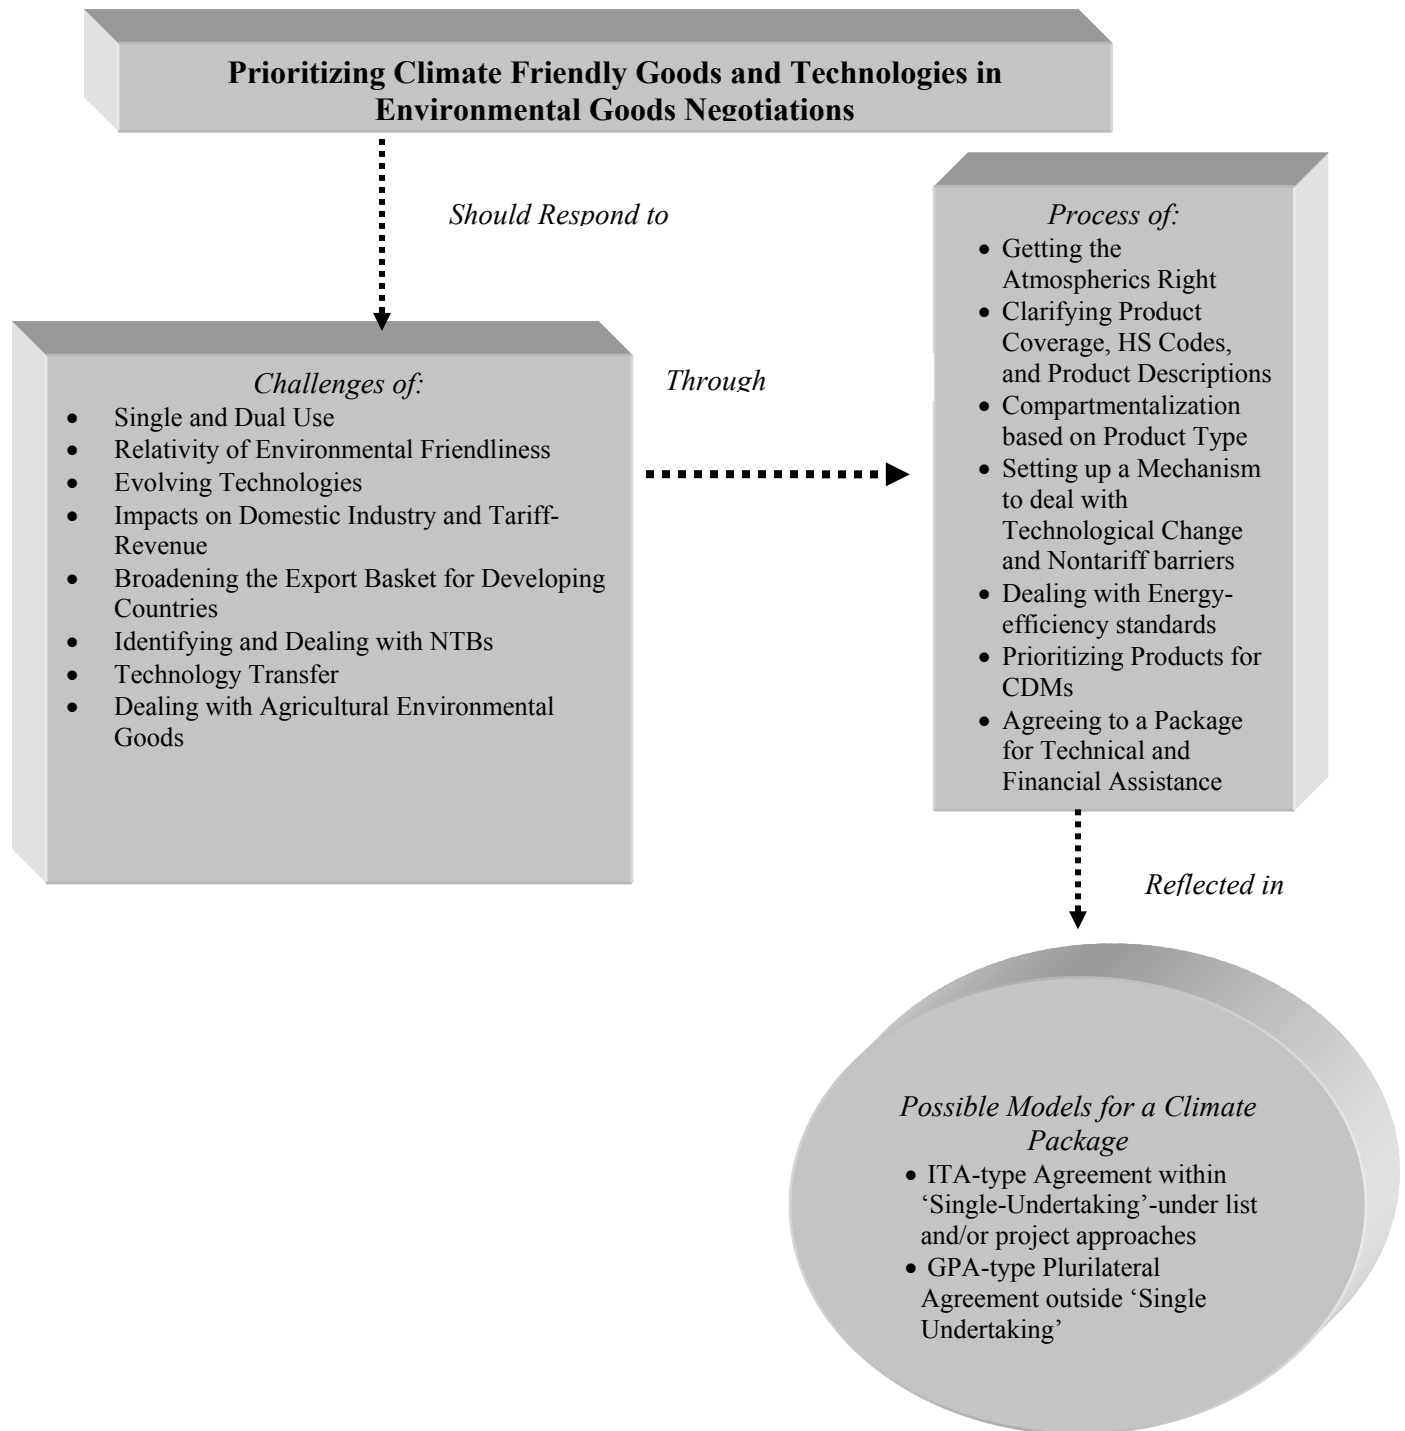 Prioritizing Climate Friendly Goods and Technologies in
Environmental Goods Negotiations
Should Respond to
Challenges of:
• Single and Dual Use
• Relativity of Environmental Friendliness
• Evolving Technologies
• Impacts on Domestic Industry and Tariff-
Revenue
• Broadening the Export Basket for Developing
Countries
• Identifying and Dealing with NTBs
• Technology Transfer
• Dealing with Agricultural Environmental
Goods
Through
Process of:
• Getting the
Atmospherics Right
• Clarifying Product
Coverage, HS Codes,
and Product Descriptions
• Compartmentalization
based on Product Type
• Setting up a Mechanism
to deal with
Technological Change
and Nontariff barriers
• Dealing with Energy-
efficiency standards
• Prioritizing Products for
CDMs
• Agreeing to a Package
for Technical and
Financial Assistance
Reflected in
Possible Models for a Climate
Package
• ITA-type Agreement within
‘Single-Undertaking’-under list
and/or project approaches
• GPA-type Plurilateral
Agreement outside ‘Single
Undertaking’